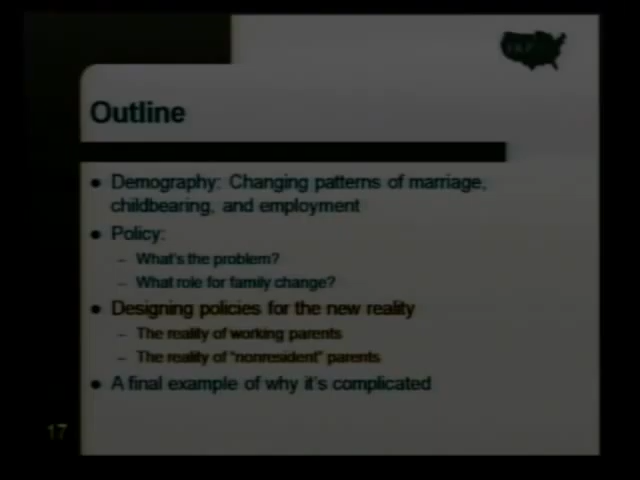 Outline
• Demography: Changing patterns of marriage,
childbearing, and employment
• Policy:
– What's the problem?
– What role for family change?
• Designing policies for the new reality
– The reality of working parents
– The reality of "nonresident" parents
• A final example of why it's complicated
17